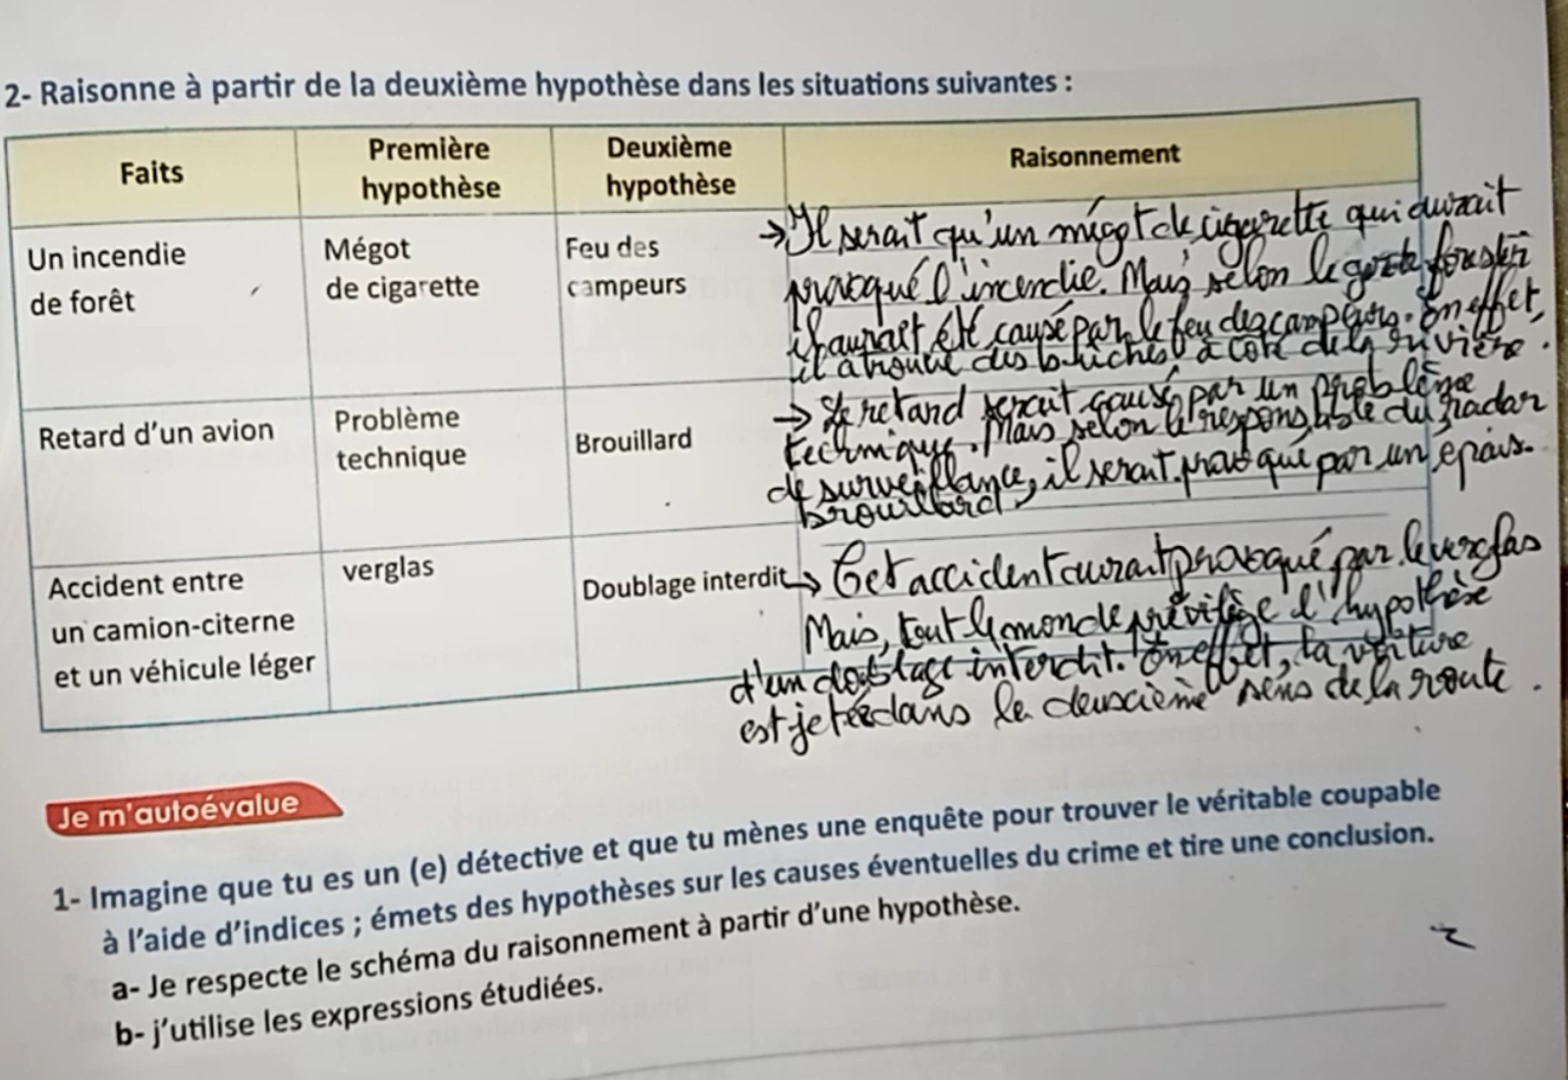 2- Raisonne à partir de la deuxième hypothèse dans les situations suivantes :
Faits
Première
hypothèse
Deuxième
hypothèse
Raisonnement
Un incendie
de forêt
Mégot
de cigarette
Feu des
campeurs
→ Il serait qu'un mégot de cigarette qui
provoqué l'incendie. Mais selon le garde forestier
il aurait été causé par le feu des campeurs. En effet,
il a trouvé des bûches à côté de la rivière.
Retard d'un avion
Problème
technique
Brouillard
→ Le retard serait causé par un problème
technique. Mais selon le responsable du radar
de surveillance, il serait provoqué par un épais
brouillard.
Accident entre
un camion-citerne
et un véhicule léger
verglas
Doublage interdit
→ Cet accident aurait provoqué par le verglas
Mais, tout le monde privilège l'hypothèse
d'un doublage interdit. En effet, la voiture
est jetée dans le deuxième sens de la route.
Je m'autoévalue
1- Imagine que tu es un (e) détective et que tu mènes une enquête pour trouver le véritable coupable
à l'aide d'indices ; émets des hypothèses sur les causes éventuelles du crime et tire une conclusion.
a- Je respecte le schéma du raisonnement à partir d'une hypothèse.
b- j'utilise les expressions étudiées.